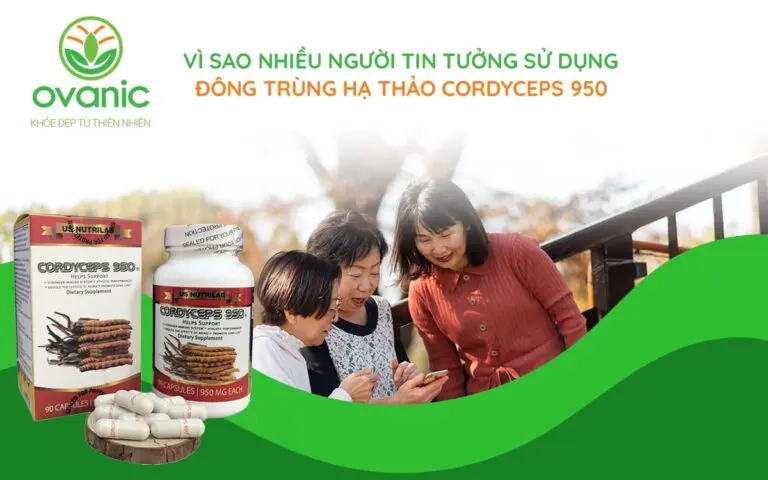 ovanic
KHỎE ĐẸP TỪ THIÊN NHIÊN
VÌ SAO NHIỀU NGƯỜI TIN TƯỞNG SỬ DỤNG
ĐÔNG TRÙNG HẠ THẢO CORDYCEPS 950
US NUTRILAB
CORDYCEPS 950
HELPS SUPPORT
Dietary Supplement
90 CAPSULES
SEALED FOR YOUR
US NUTRILAB
CORDYCEPS 950
HELPS SUPPORT
Dietary Supplement
90 CAPSULES | 950 MG EACH